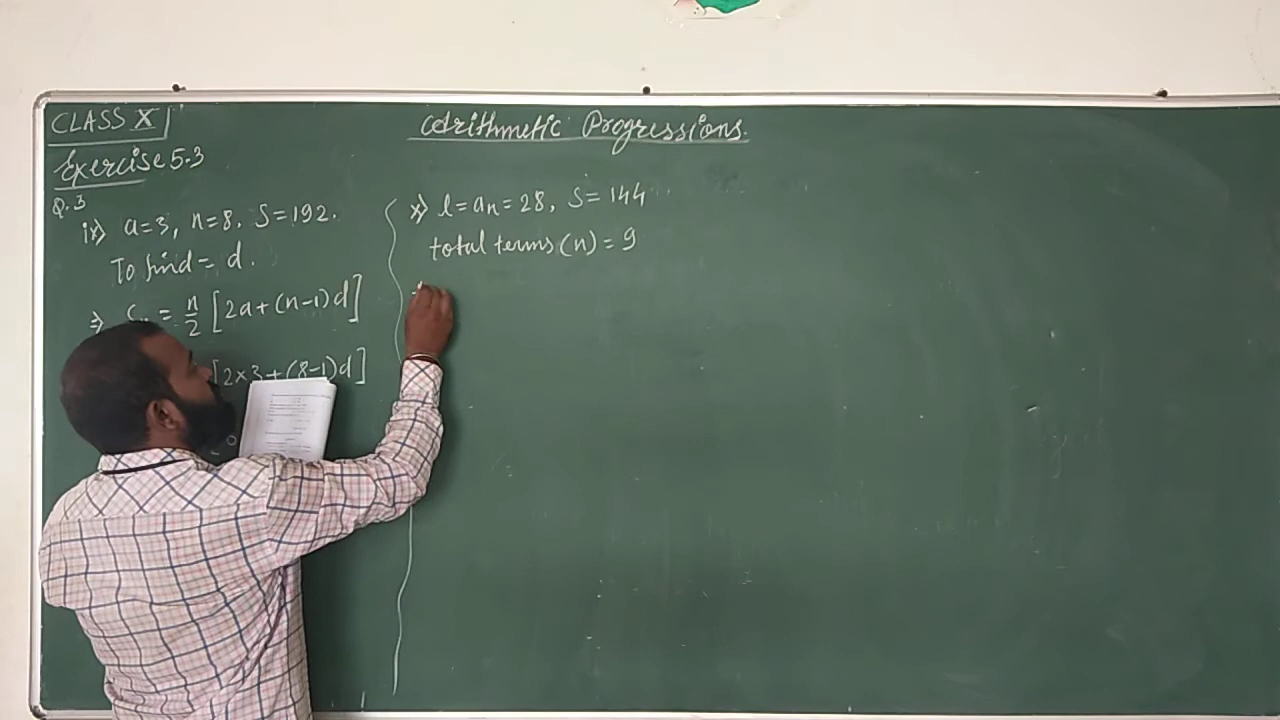 CLASS X
Arithmetic Progressions.
Exercise 5.3
Q.3
ix) a=3, n=8, S=192.
To find = d.
⇒ Sn = n/2 [2a+(n-1)d]
[2×3+(8-1)d]
x) l=an=28, S=144
total terms (n) = 9